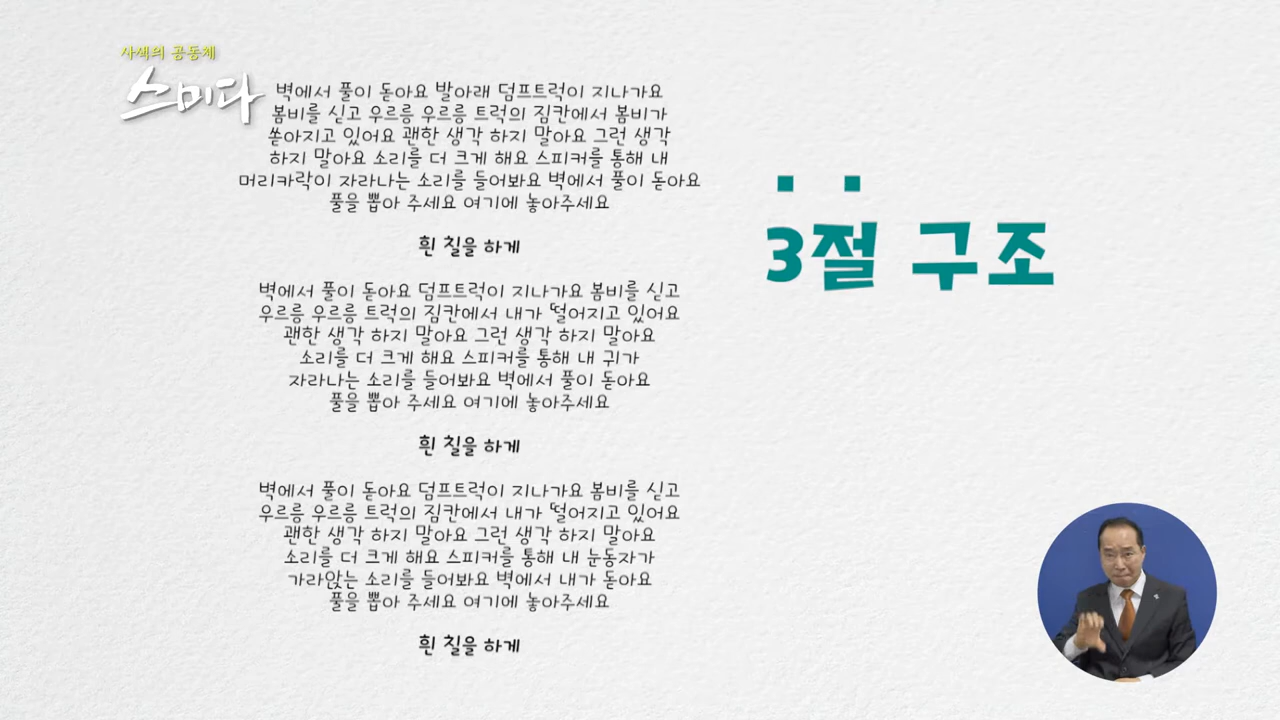 사색의 공동체
스미다
벽에서 풀이 돋아요 발아래 덤프트럭이 지나가요
봄비를 싣고 우르릉 우르릉 트럭의 짐칸에서 봄비가
쏟아지고 있어요 괜한 생각 하지 말아요 그런 생각
하지 말아요 소리를 더 크게 해요 스피커를 통해 내
머리카락이 자라나는 소리를 들어봐요 벽에서 풀이 돋아요
풀을 뽑아 주세요 여기에 놓아주세요
흰 칠을 하게
벽에서 풀이 돋아요 덤프트럭이 지나가요 봄비를 싣고
우르릉 우르릉 트럭의 짐칸에서 내가 떨어지고 있어요
괜한 생각 하지 말아요 그런 생각 하지 말아요
소리를 더 크게 해요 스피커를 통해 내 귀가
자라나는 소리를 들어봐요 벽에서 풀이 돋아요
풀을 뽑아 주세요 여기에 놓아주세요
흰 칠을 하게
벽에서 풀이 돋아요 덤프트럭이 지나가요 봄비를 싣고
우르릉 우르릉 트럭의 짐칸에서 내가 떨어지고 있어요
괜한 생각 하지 말아요 그런 생각 하지 말아요
소리를 더 크게 해요 스피커를 통해 내 눈동자가
가라앉는 소리를 들어봐요 벽에서 내가 돋아요
풀을 뽑아 주세요 여기에 놓아주세요
흰 칠을 하게
3절 구조